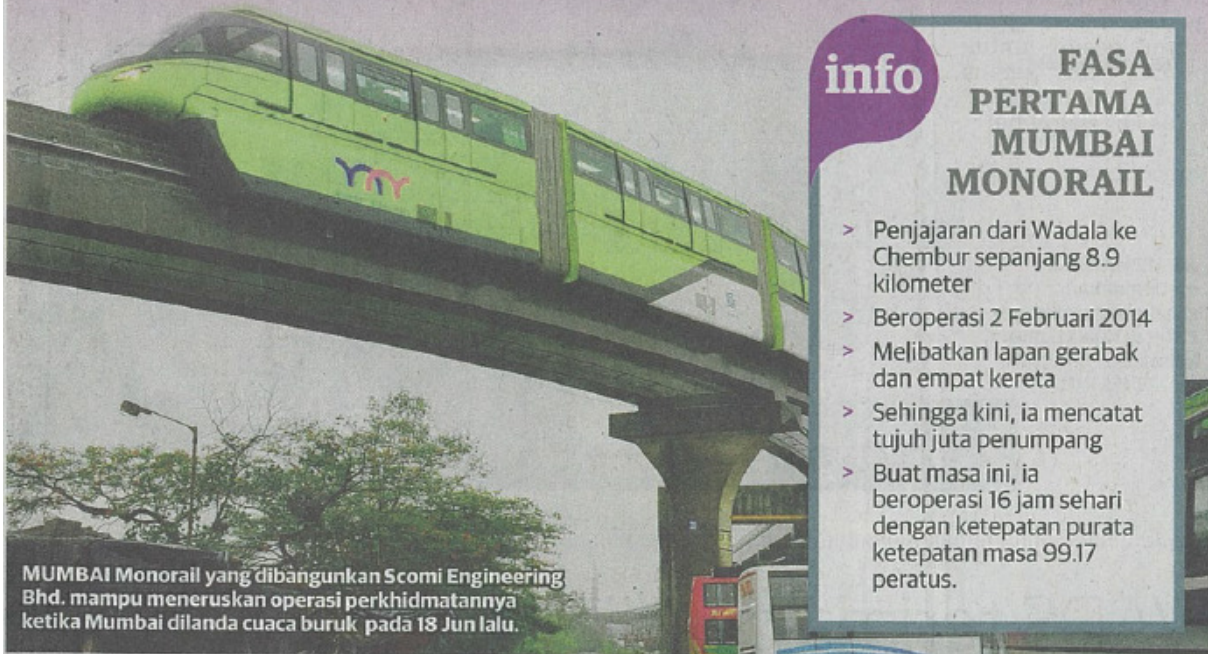 info
FASA
PERTAMA
MUMBAI
MONORAIL
> Penjajaran dari Wadala ke
Chembur sepanjang 8.9
kilometer
> Beroperasi 2 Februari 2014
> Melibatkan lapan gerabak
dan empat kereta
> Sehingga kini, ia mencatat
tujuh juta penumpang
> Buat masa ini, ia
beroperasi 16 jam sehari
dengan ketepatan purata
ketepatan masa 99.17
peratus.
MUMBAI Monorail yang dibangunkan Scomi Engineering
Bhd. mampu meneruskan operasi perkhidmatannya
ketika Mumbai dilanda cuaca buruk pada 18 Jun lalu.